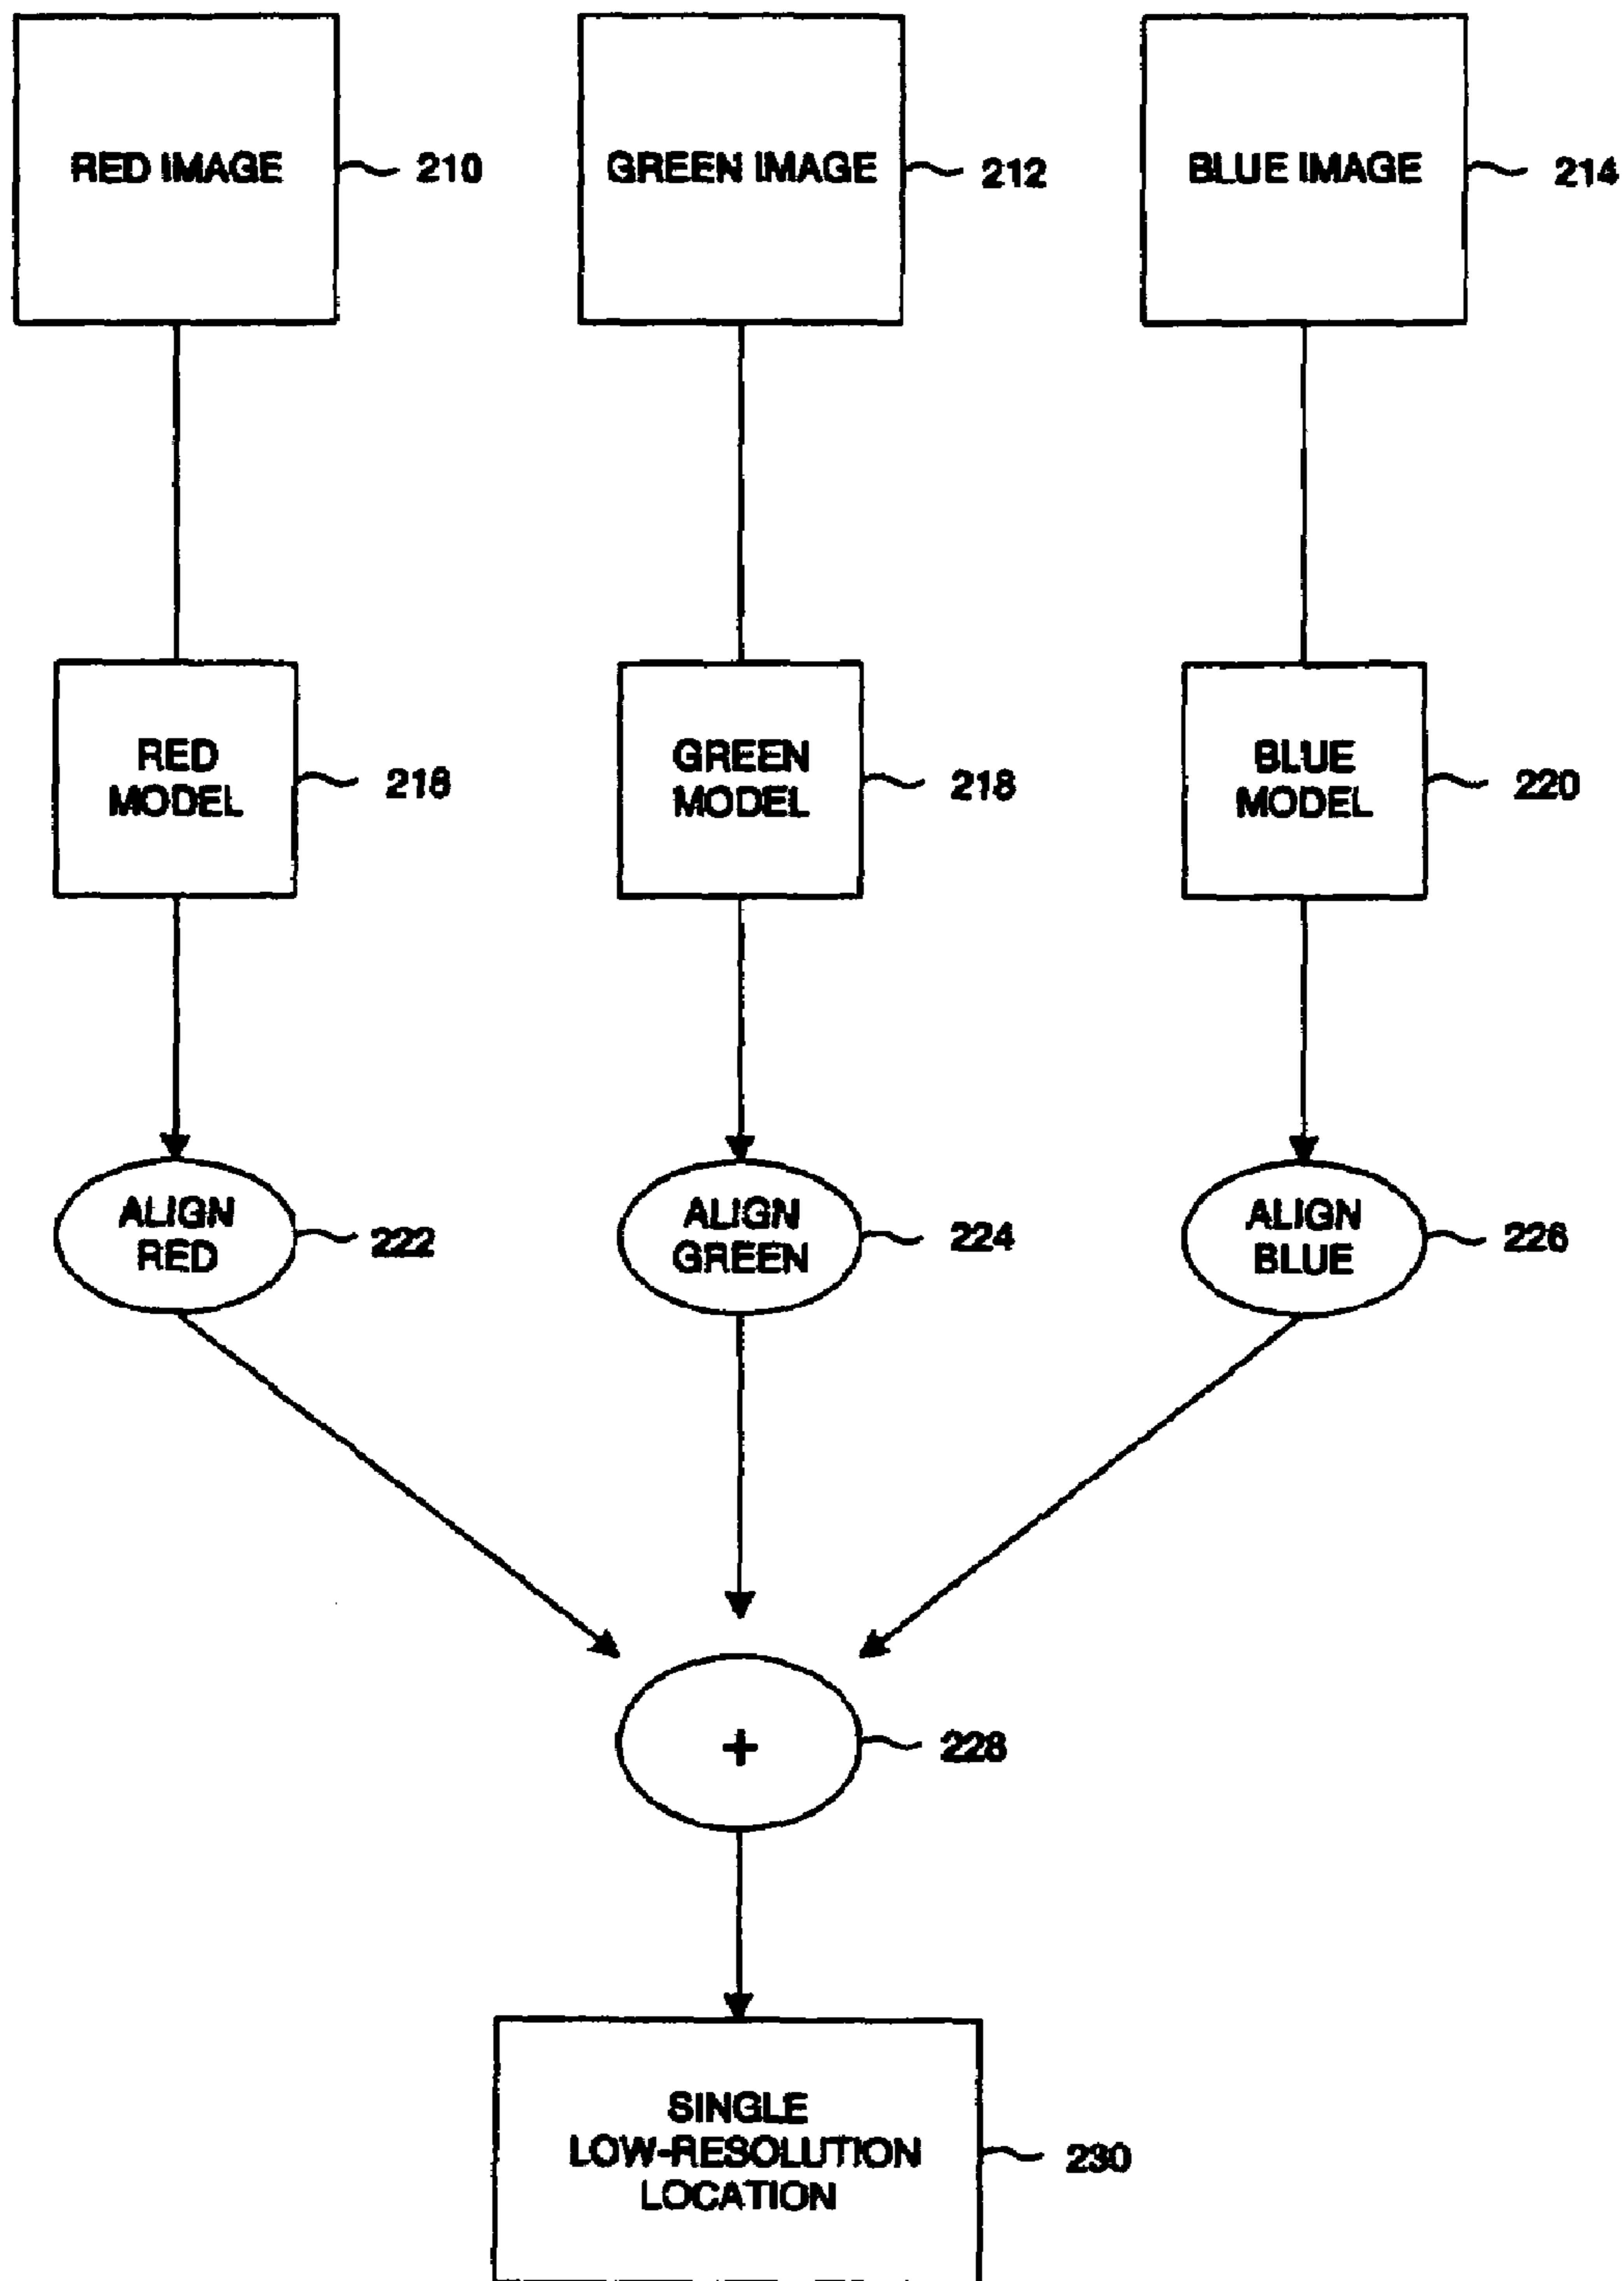 RED IMAGE
210
GREEN IMAGE
212
BLUE IMAGE
214
RED
MODEL
216
GREEN
MODEL
218
BLUE
MODEL
220
ALIGN
RED
222
ALIGN
GREEN
224
ALIGN
BLUE
226
+
228
SINGLE
LOW-RESOLUTION
LOCATION
230